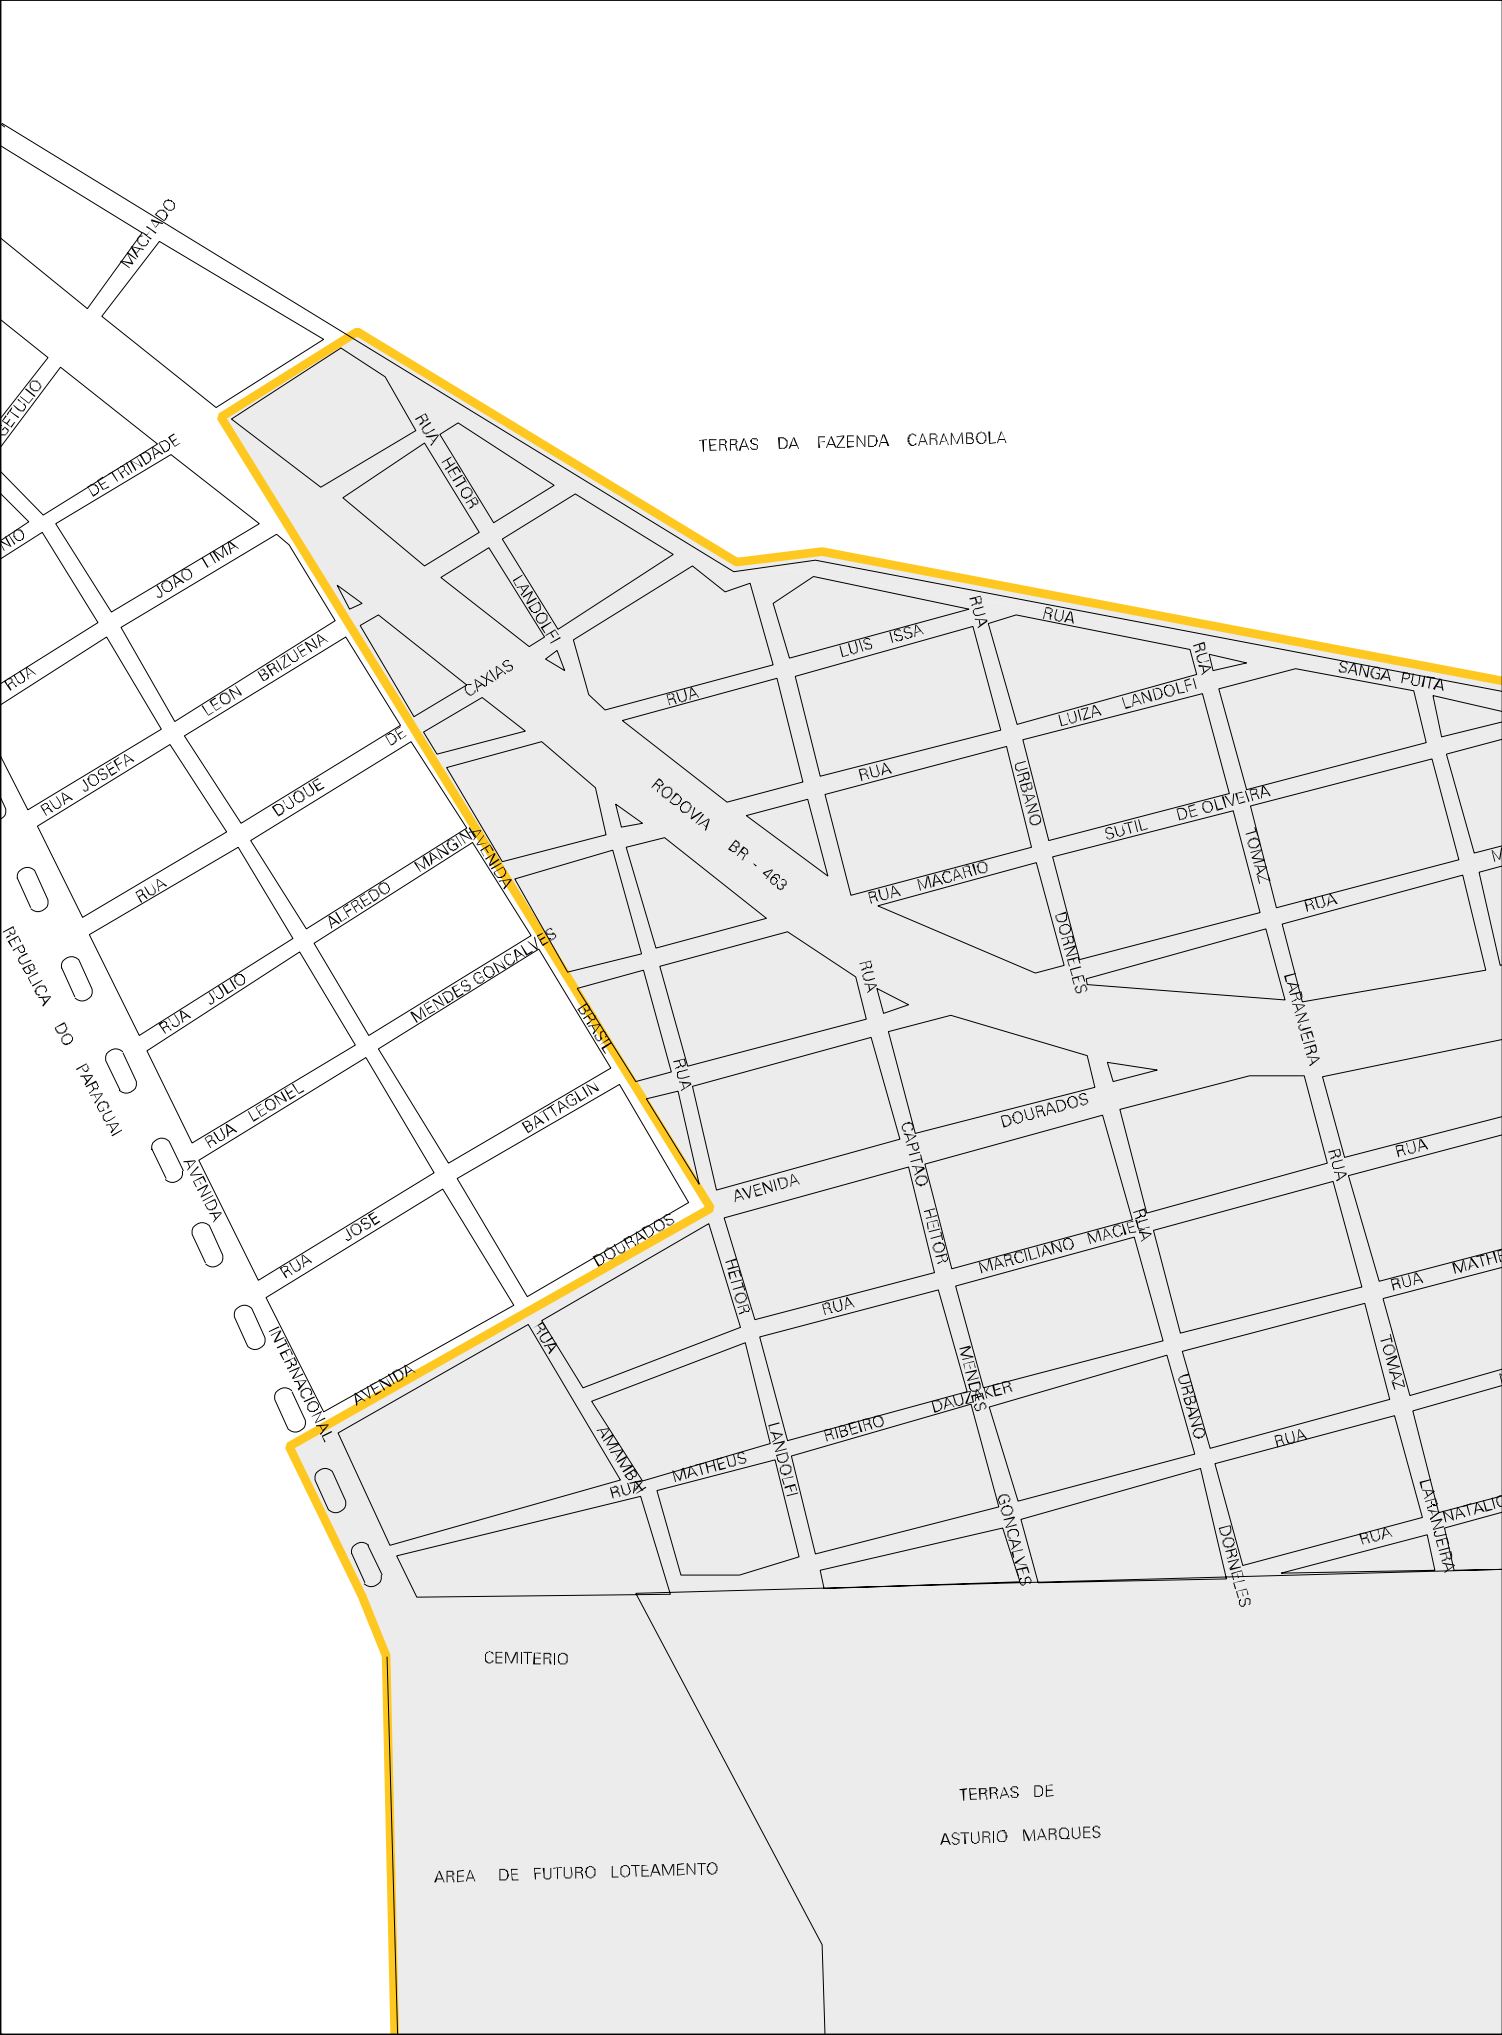 MACHADO
GETULIO
DE TRINDADE
JOAO LIMA
RUA
LEON BRIZUENA
RUA JOSEFA
DUQUE DE CAXIAS
RUA ALFREDO MANGINI
RUA JULIO MENDES GONCALVES
RUA LEONEL BATTAGLIN
RUA JOSE
AVENIDA DOURADOS
REPUBLICA DO PARAGUAI
AVENIDA INTERNACIONAL
AVENIDA BRASIL
RUA HEITOR LANDOLFI
TERRAS DA FAZENDA CARAMBOLA
RUA SANGA PUITA
RUA LUIS ISSA
RUA LUIZA LANDOLFI
RODOVIA BR - 463
RUA MACARIO SUTIL DE OLIVEIRA
RUA URBANO DORNELES
RUA TOMAZ LARANJEIRA
RUA
RUA CAPITAO HEITOR MENDES GONCALVES
AVENIDA DOURADOS
RUA HEITOR LANDOLFI
MARCILIANO MACIEL
RUA
RUA
RUA MATHE
RUA AMAMBAI
RUA MATHEUS RIBEIRO DAUZAKER
RUA URBANO DORNELES
RUA TOMAZ LARANJEIRA
RUA
RUA NATALIO
CEMITERIO
TERRAS DE
ASTURIO MARQUES
AREA DE FUTURO LOTEAMENTO